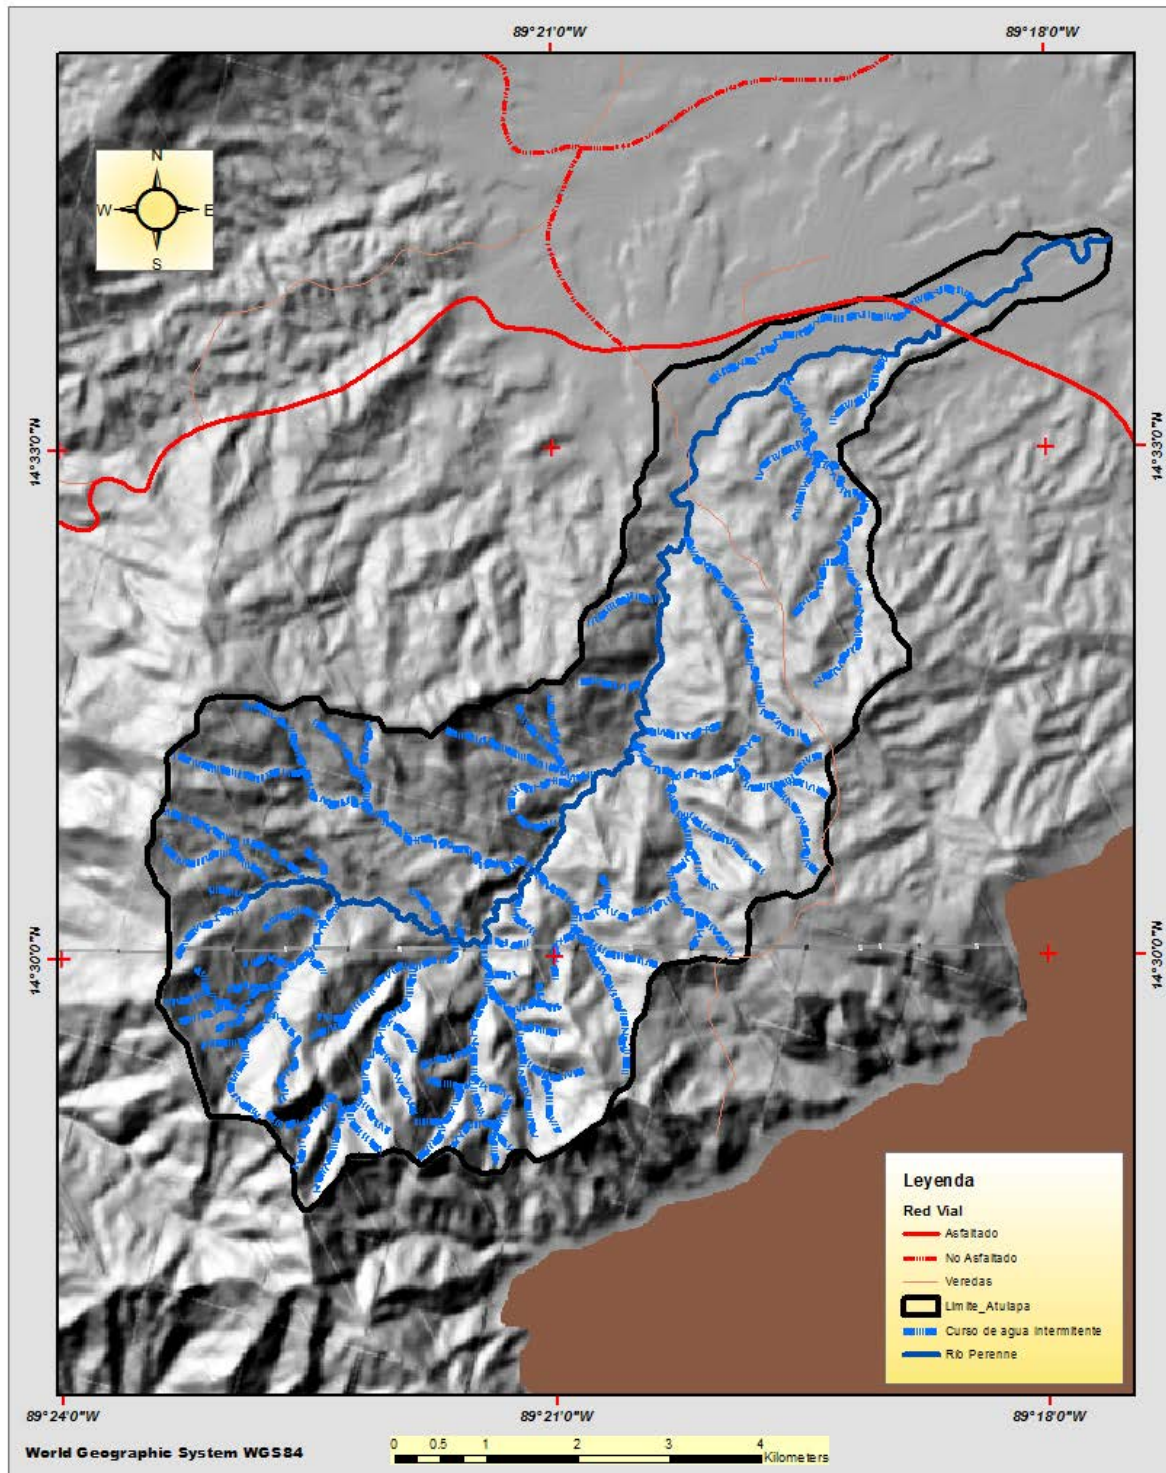 89°21'0"W
89°18'0"W
N
W
E
S
14°33'0"N
14°33'0"N
14°30'0"N
14°30'0"N
Leyenda
Red Vial
Asfaltado
No Asfaltado
Veredas
Limite_Atulapa
Curso de agua Intermitente
Río Perenne
89°24'0"W
89°21'0"W
89°18'0"W
World Geographic System WGS84
0 0.5 1 2 3 4
Kilometers